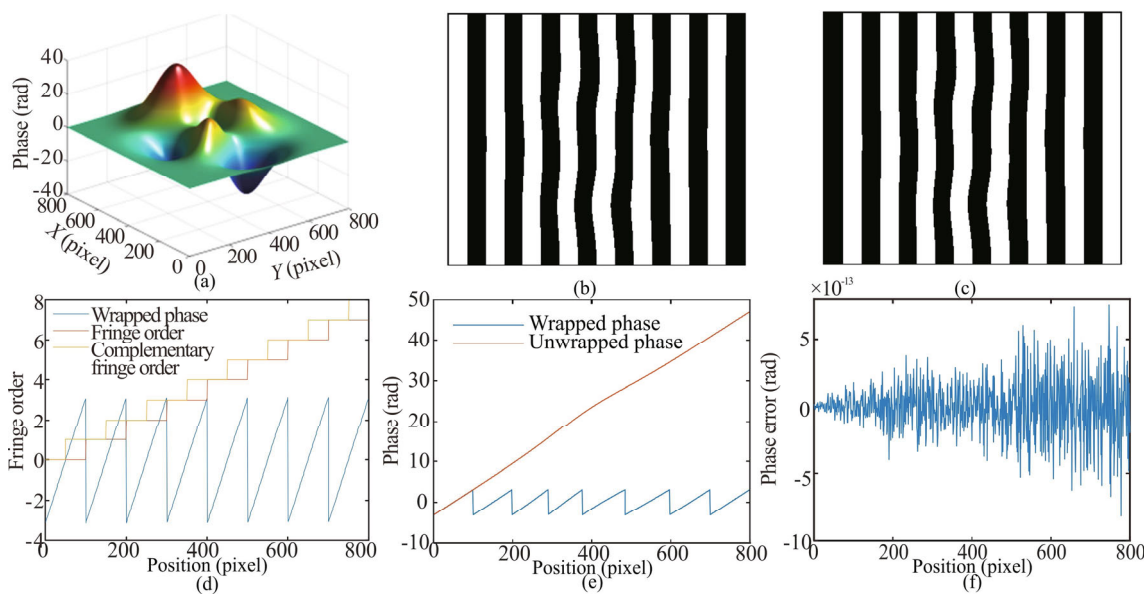 40
20
0
-20
-40
Phase (rad)
800
600
400
200
0
X (pixel)
0
200
400
600
800
Y (pixel)
(a)
(b)
(c)
8
6
4
2
0
-2
-4
Fringe order
Wrapped phase
Fringe order
Complementary
fringe order
0
200
400
600
800
Position (pixel)
(d)
50
40
30
20
10
0
-10
Phase (rad)
Wrapped phase
Unwrapped phase
0
200
400
600
800
Position (pixel)
(e)
×10⁻¹³
5
0
-5
-10
Phase error (rad)
0
200
400
600
800
Position (pixel)
(f)